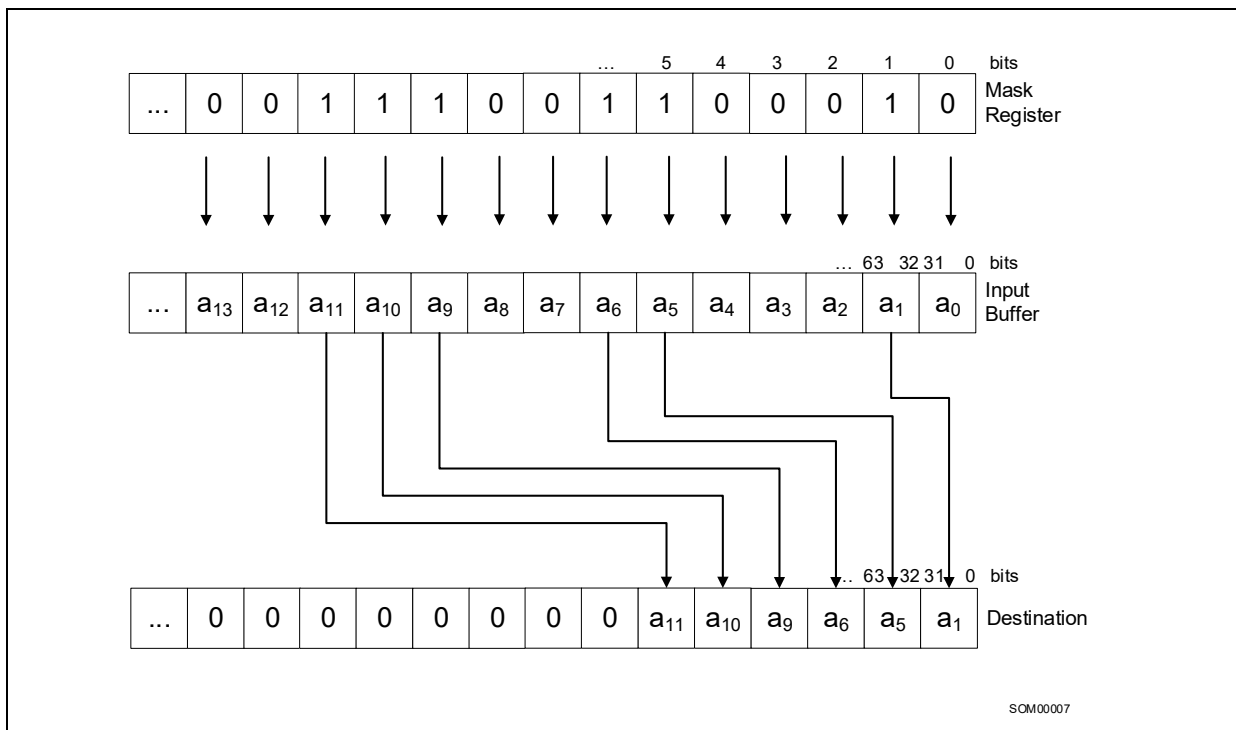 ... 5 4 3 2 1 0 bits
... 0 0 1 1 1 0 0 1 1 0 0 0 1 0 Mask
Register
... 63 32 31 0 bits
... a13 a12 a11 a10 a9 a8 a7 a6 a5 a4 a3 a2 a1 a0 Input
Buffer
.. 63 32 31 0 bits
... 0 0 0 0 0 0 0 0 a11 a10 a9 a6 a5 a1 Destination
SOM00007